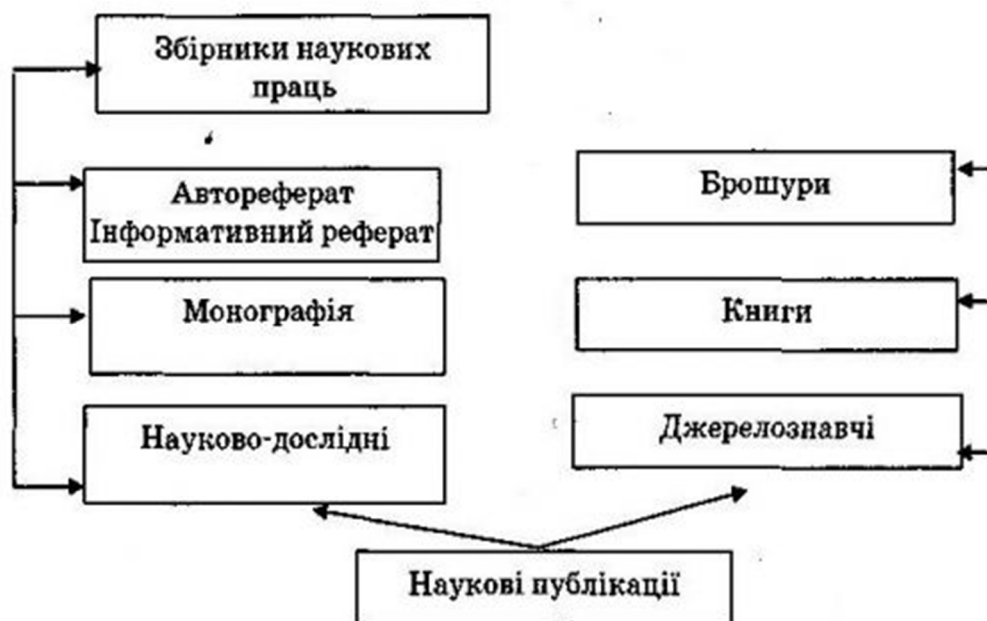 Збірники наукових
праць
Автореферат
Інформативний реферат
Монографія
Науково-дослідні
Брошури
Книги
Джерелознавчі
Наукові публікації